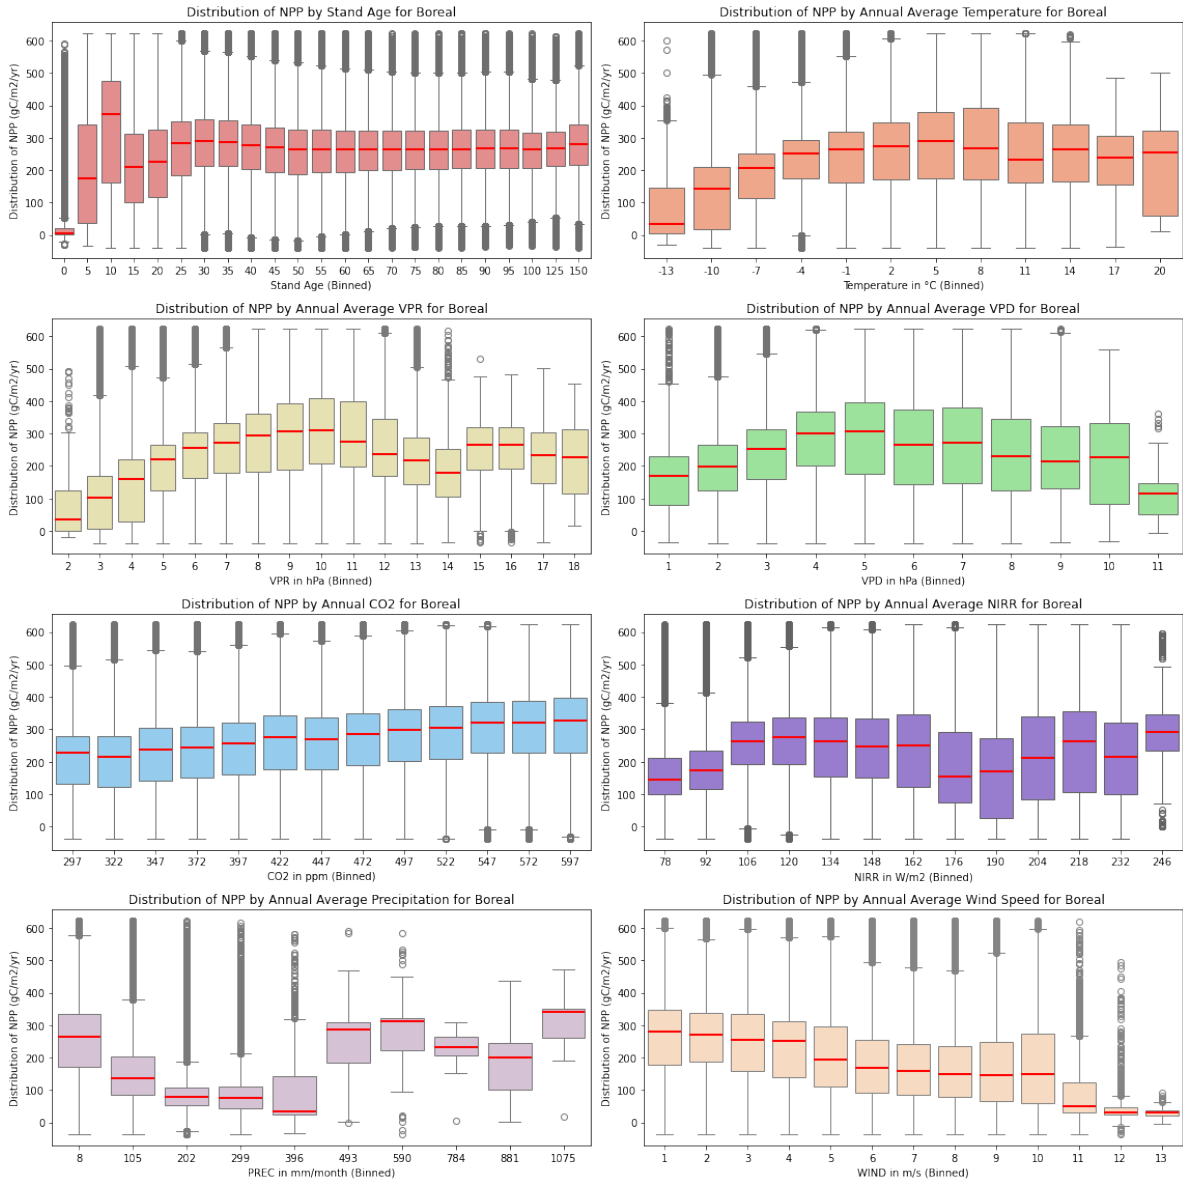 Distribution of NPP by Stand Age for Boreal
Distribution of NPP (gC/m2/yr)
600
500
400
300
200
100
0
0 5 10 15 20 25 30 35 40 45 50 55 60 65 70 75 80 85 90 95 100 125 150
Stand Age (Binned)
Distribution of NPP by Annual Average Temperature for Boreal
Distribution of NPP (gC/m2/yr)
600
500
400
300
200
100
0
-13 -10 -7 -4 -1 2 5 8 11 14 17 20
Temperature in °C (Binned)
Distribution of NPP by Annual Average VPR for Boreal
Distribution of NPP (gC/m2/yr)
600
500
400
300
200
100
0
2 3 4 5 6 7 8 9 10 11 12 13 14 15 16 17 18
VPR in hPa (Binned)
Distribution of NPP by Annual Average VPD for Boreal
Distribution of NPP (gC/m2/yr)
600
500
400
300
200
100
0
1 2 3 4 5 6 7 8 9 10 11
VPD in hPa (Binned)
Distribution of NPP by Annual CO2 for Boreal
Distribution of NPP (gC/m2/yr)
600
500
400
300
200
100
0
297 322 347 372 397 422 447 472 497 522 547 572 597
CO2 in ppm (Binned)
Distribution of NPP by Annual Average NIRR for Boreal
Distribution of NPP (gC/m2/yr)
600
500
400
300
200
100
0
78 92 106 120 134 148 162 176 190 204 218 232 246
NIRR in W/m2 (Binned)
Distribution of NPP by Annual Average Precipitation for Boreal
Distribution of NPP (gC/m2/yr)
600
500
400
300
200
100
0
8 105 202 299 396 493 590 784 881 1075
PREC in mm/month (Binned)
Distribution of NPP by Annual Average Wind Speed for Boreal
Distribution of NPP (gC/m2/yr)
600
500
400
300
200
100
0
1 2 3 4 5 6 7 8 9 10 11 12 13
WIND in m/s (Binned)